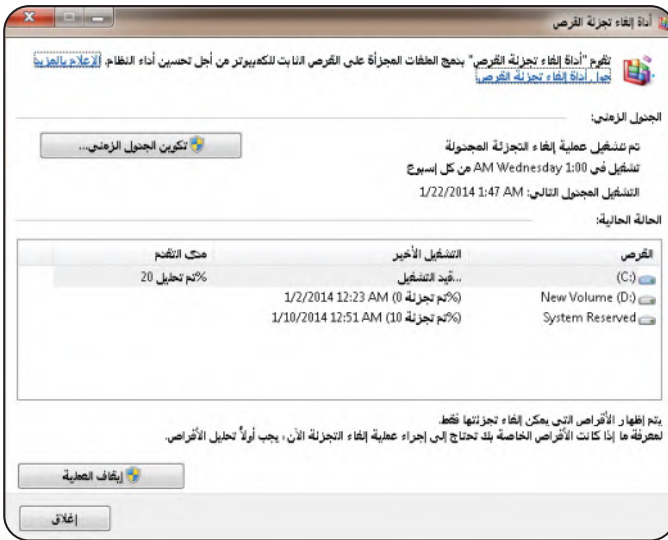 أداة إلغاء تجزئة القرص
تقوم "أداة إلغاء تجزئة القرص" بدمج الملفات المجزأة على القرص الثابت للكمبيوتر من أجل تحسين أداء النظام. الإعلام بالمزيد
حول أداة إلغاء تجزئة القرص
الجدول الزمني:
تم تشغيل عملية إلغاء التجزئة المجدولة
تكوين الجدول الزمني...
تشغيل في 1:00 AM Wednesday من كل إسبوع
التشغيل المجدول التالي: 1/22/2014 1:47 AM
الحالة الحالية:
القرص التشغيل الأخير مدى التقدم
(C:) قيد التشغيل... تم تحليل 20%
New Volume (D:) 1/2/2014 12:23 AM (تم تجزئة 0%)
System Reserved 1/10/2014 12:51 AM (تم تجزئة 10%)
يتم إظهار الأقراص التي يمكن إلغاء تجزئتها فقط.
لمعرفة ما إذا كانت الأقراص الخاصة بك تحتاج إلى إجراء عملية إلغاء التجزئة الآن، يجب أولاً تحليل الأقراص.
إيقاف العملية
إغلاق